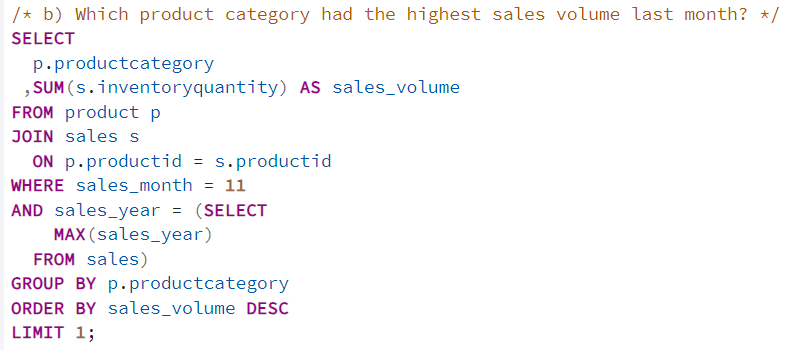 /* b) Which product category had the highest sales volume last month? */
SELECT
  p.productcategory
 ,SUM(s.inventoryquantity) AS sales_volume
FROM product p
JOIN sales s
  ON p.productid = s.productid
WHERE sales_month = 11
AND sales_year = (SELECT
    MAX(sales_year)
  FROM sales)
GROUP BY p.productcategory
ORDER BY sales_volume DESC
LIMIT 1;